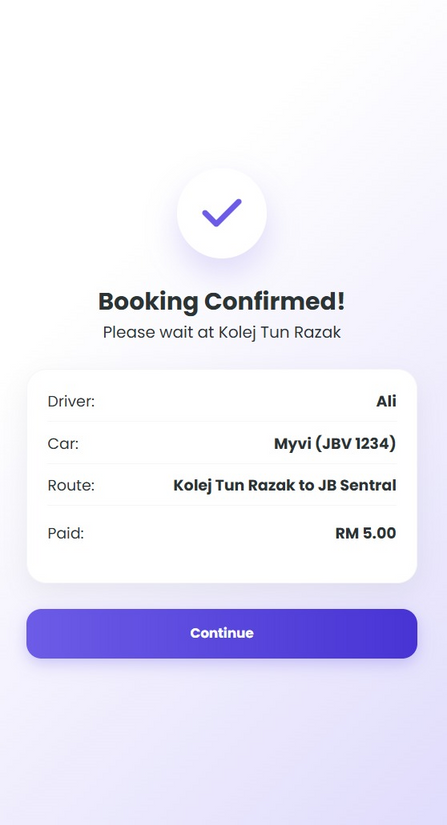 Booking Confirmed!
Please wait at Kolej Tun Razak
Driver: Ali
Car: Myvi (JBV 1234)
Route: Kolej Tun Razak to JB Sentral
Paid: RM 5.00
Continue